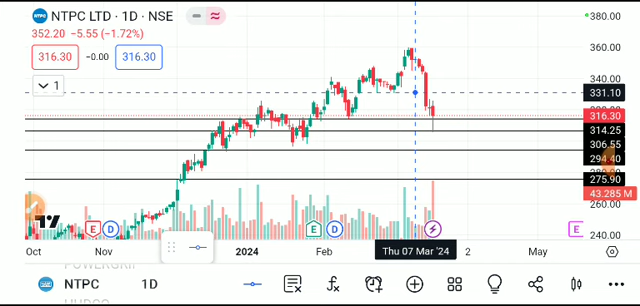 NTPC NTPC LTD · 1D · NSE
352.20 −5.55 (−1.72%)
316.30 −0.00 316.30
1
380.00
360.00
340.00
331.10
316.30
314.25
306.55
294.40
275.90
43.285 M
260.00
240.00
E D E D E
Oct Nov 2024 Feb Thu 07 Mar '24 2 May
NTPC 1D